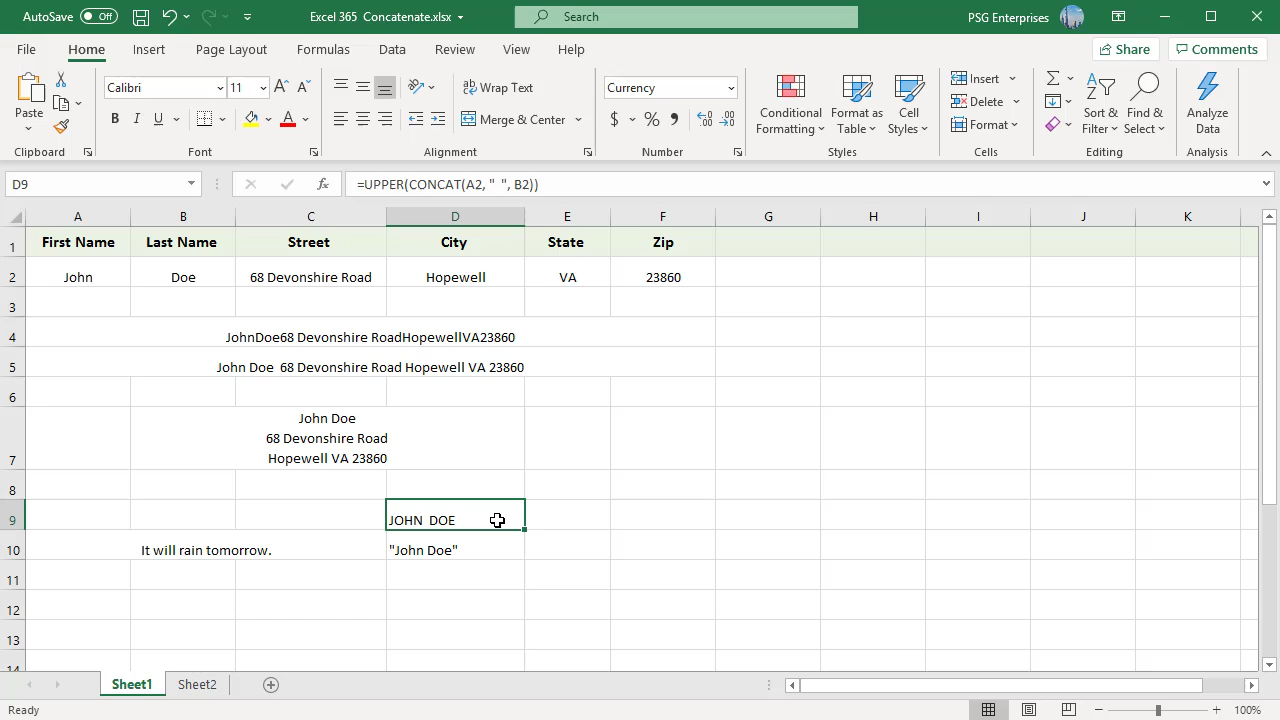 AutoSave Off Excel 365 Concatenate.xlsx Search PSG Enterprises
File Home Insert Page Layout Formulas Data Review View Help Share Comments
Calibri 11 Wrap Text Currency Insert
Paste B I U Merge & Center $ % Conditional Formatting Format as Table Cell Styles Delete Format Sort & Filter Find & Select Analyze Data
Clipboard Font Alignment Number Styles Cells Editing Analysis
D9 fx =UPPER(CONCAT(A2, "  ", B2))
A B C D E F G H I J K
1 First Name Last Name Street City State Zip
2 John Doe 68 Devonshire Road Hopewell VA 23860
3
4 JohnDoe68 Devonshire RoadHopewellVA23860
5 John Doe  68 Devonshire Road Hopewell VA 23860
6
John Doe
68 Devonshire Road
7 Hopewell VA 23860
8
9 JOHN  DOE
10 It will rain tomorrow. "John Doe"
11
12
13
14
Sheet1 Sheet2
Ready 100%